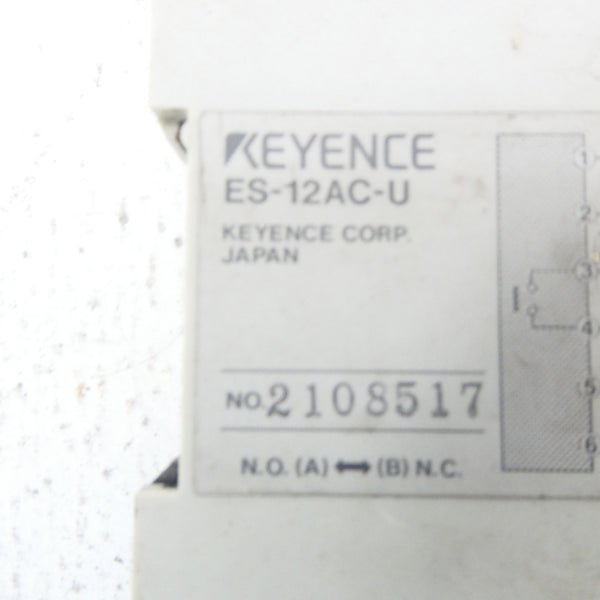 KEYENCE
ES-12AC-U
KEYENCE CORP.
JAPAN
NO.2108517
N.O. (A) ⬌ (B) N.C.
1
2
3
4
5
6